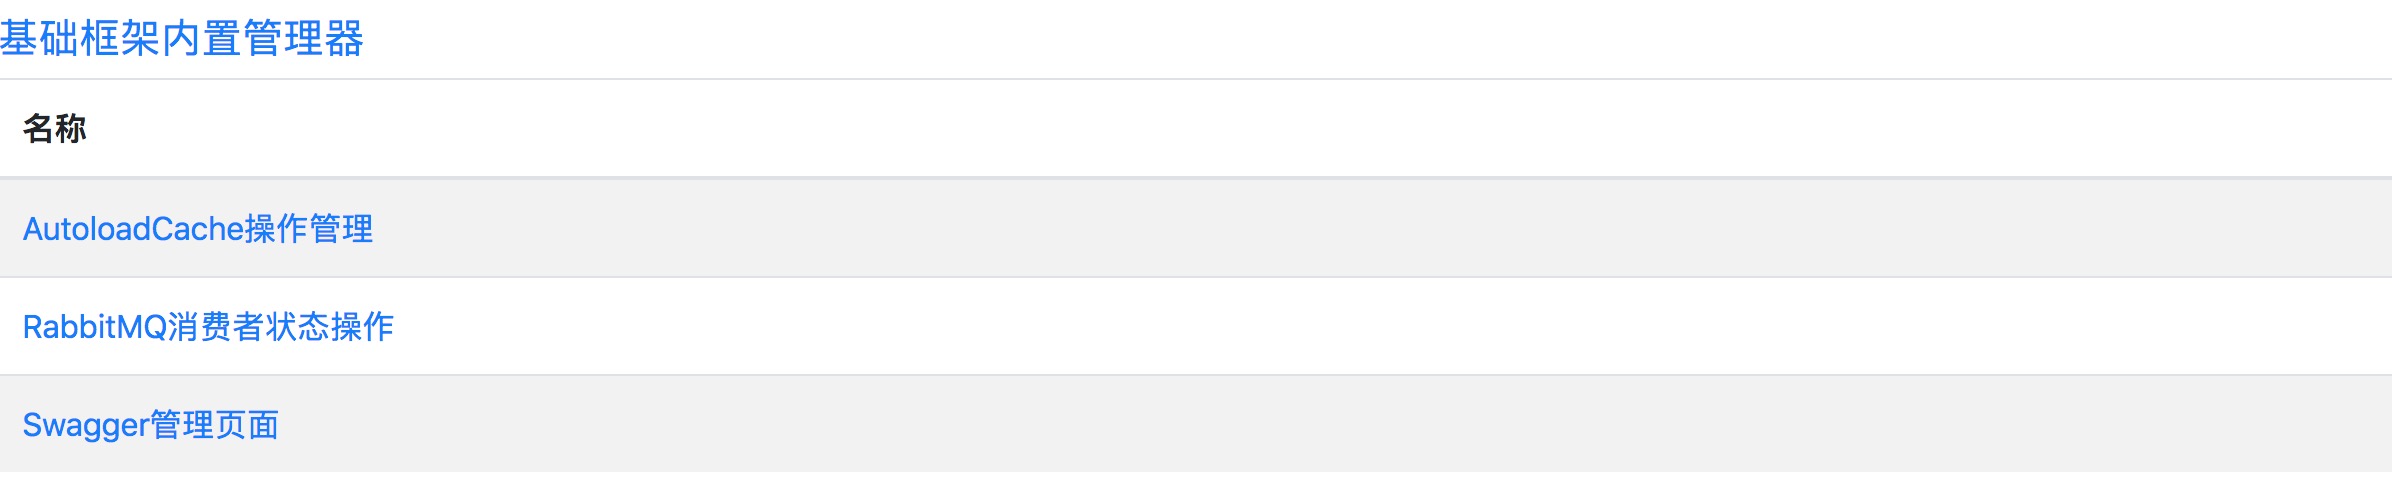 基础框架内置管理器
名称
AutoloadCache操作管理
RabbitMQ消费者状态操作
Swagger管理页面